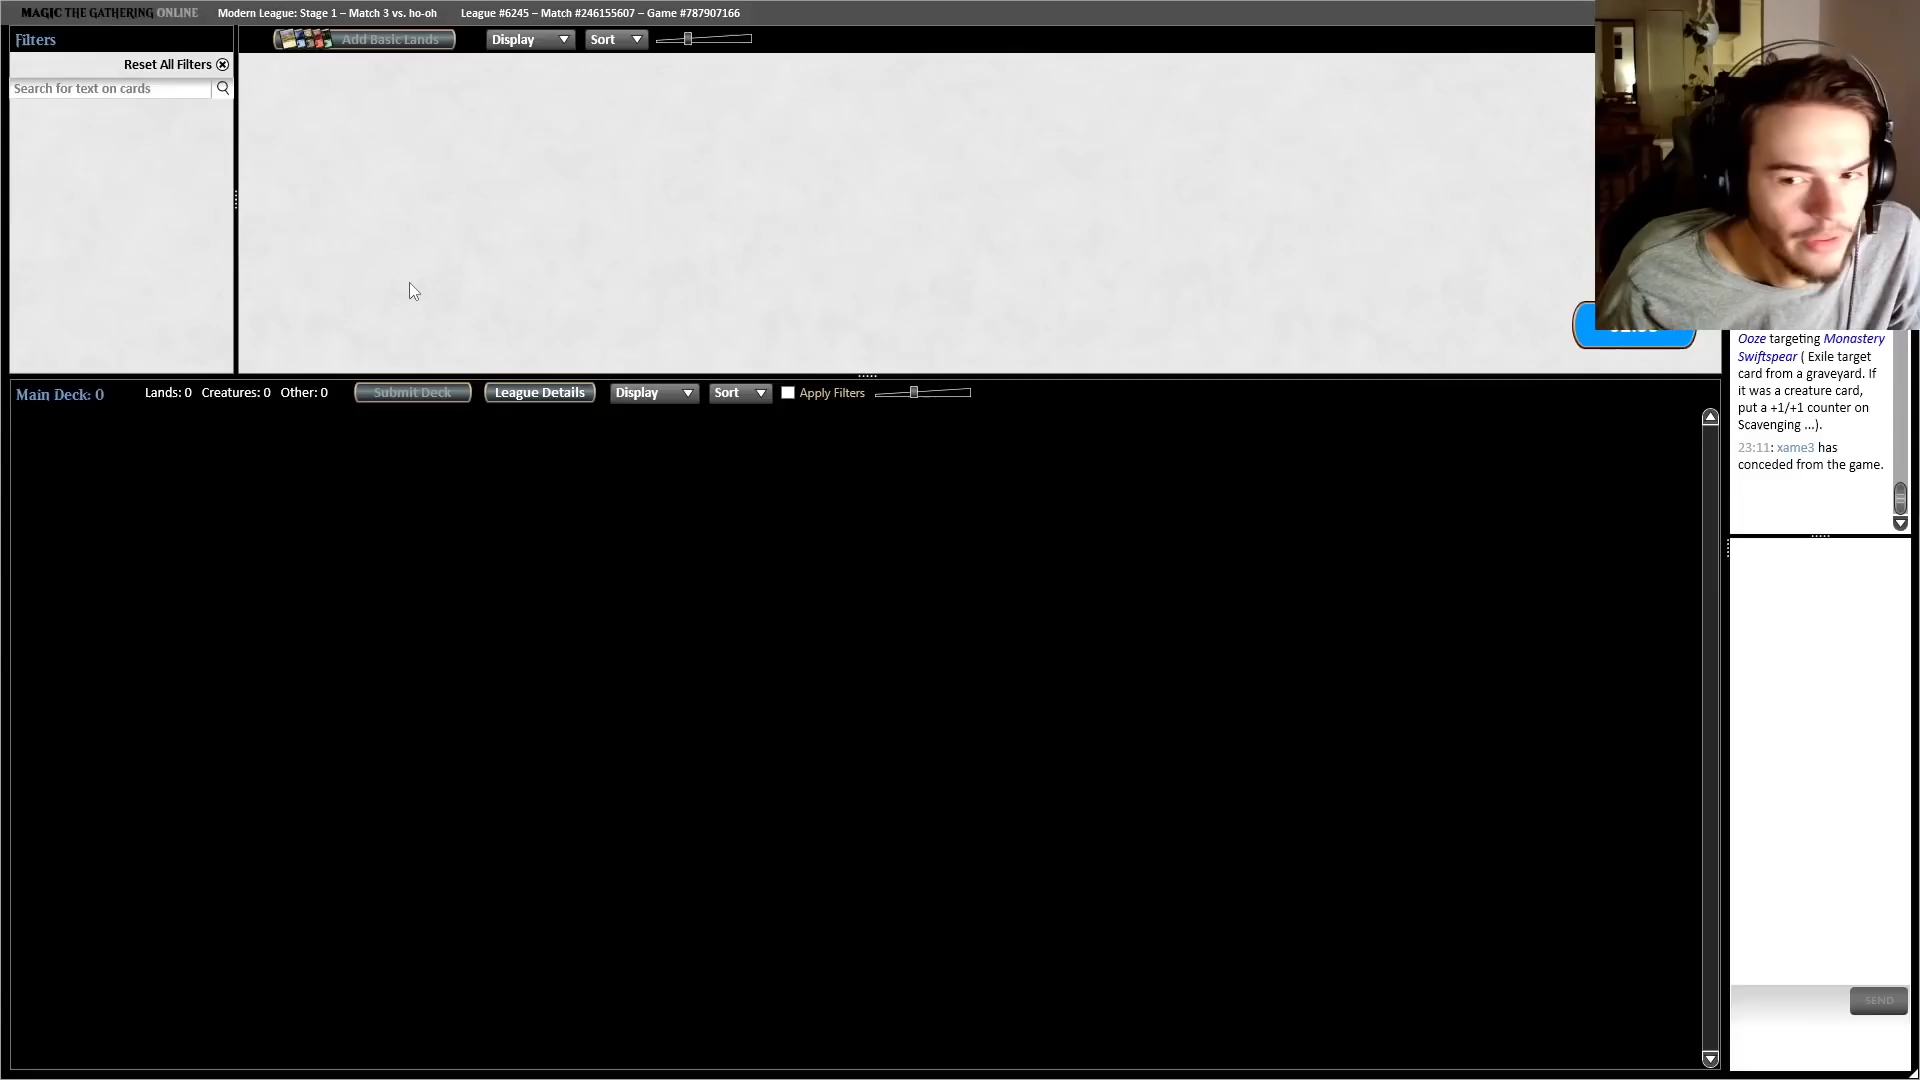 MAGIC THE GATHERING ONLINE Modern League: Stage 1 – Match 3 vs. ho-oh League #6245 – Match #246155607 – Game #787907166
Filters Add Basic Lands Display Sort
Reset All Filters
Search for text on cards
Main Deck: 0 Lands: 0 Creatures: 0 Other: 0 Submit Deck League Details Display Sort Apply Filters
Ooze targeting Monastery
Swiftspear ( Exile target
card from a graveyard. If
it was a creature card,
put a +1/+1 counter on
Scavenging ...).
23:11: xame3 has
conceded from the game.
SEND